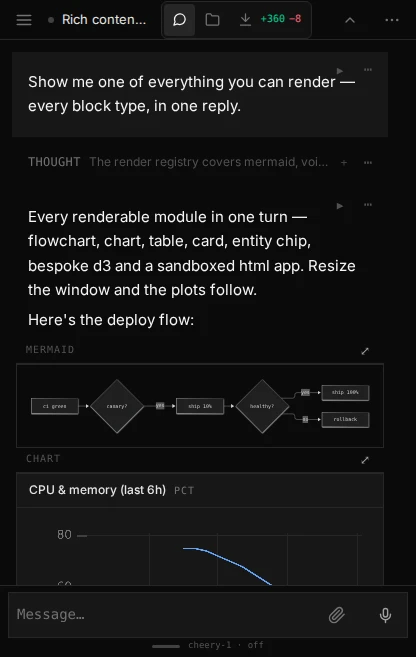 Rich conten...
+360 −8
Show me one of everything you can render —
every block type, in one reply.
THOUGHT The render registry covers mermaid, voi...
Every renderable module in one turn —
flowchart, chart, table, card, entity chip,
bespoke d3 and a sandboxed html app. Resize
the window and the plots follow.
Here's the deploy flow:
MERMAID
ci green
canary?
yes
ship 10%
healthy?
yes
ship 100%
rollback
CHART
CPU & memory (last 6h) PCT
80
60
Message…
cheery-1 · off